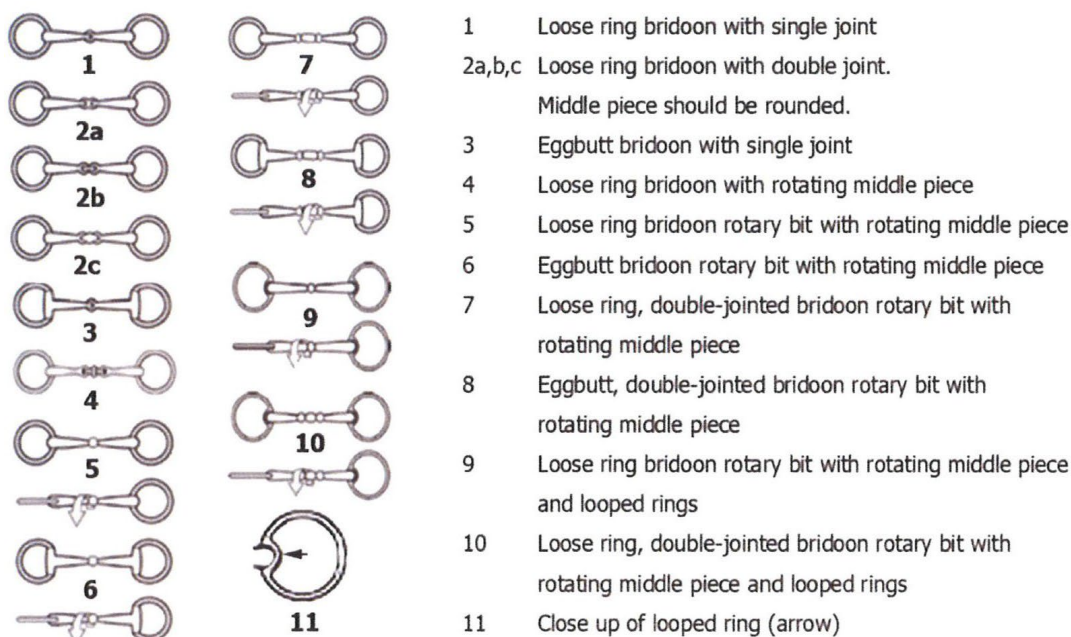 1
2a
2b
2c
3
4
5
6
7
8
9
10
11
1 Loose ring bridoon with single joint
2a,b,c Loose ring bridoon with double joint.
Middle piece should be rounded.
3 Eggbutt bridoon with single joint
4 Loose ring bridoon with rotating middle piece
5 Loose ring bridoon rotary bit with rotating middle piece
6 Eggbutt bridoon rotary bit with rotating middle piece
7 Loose ring, double-jointed bridoon rotary bit with
rotating middle piece
8 Eggbutt, double-jointed bridoon rotary bit with
rotating middle piece
9 Loose ring bridoon rotary bit with rotating middle piece
and looped rings
10 Loose ring, double-jointed bridoon rotary bit with
rotating middle piece and looped rings
11 Close up of looped ring (arrow)